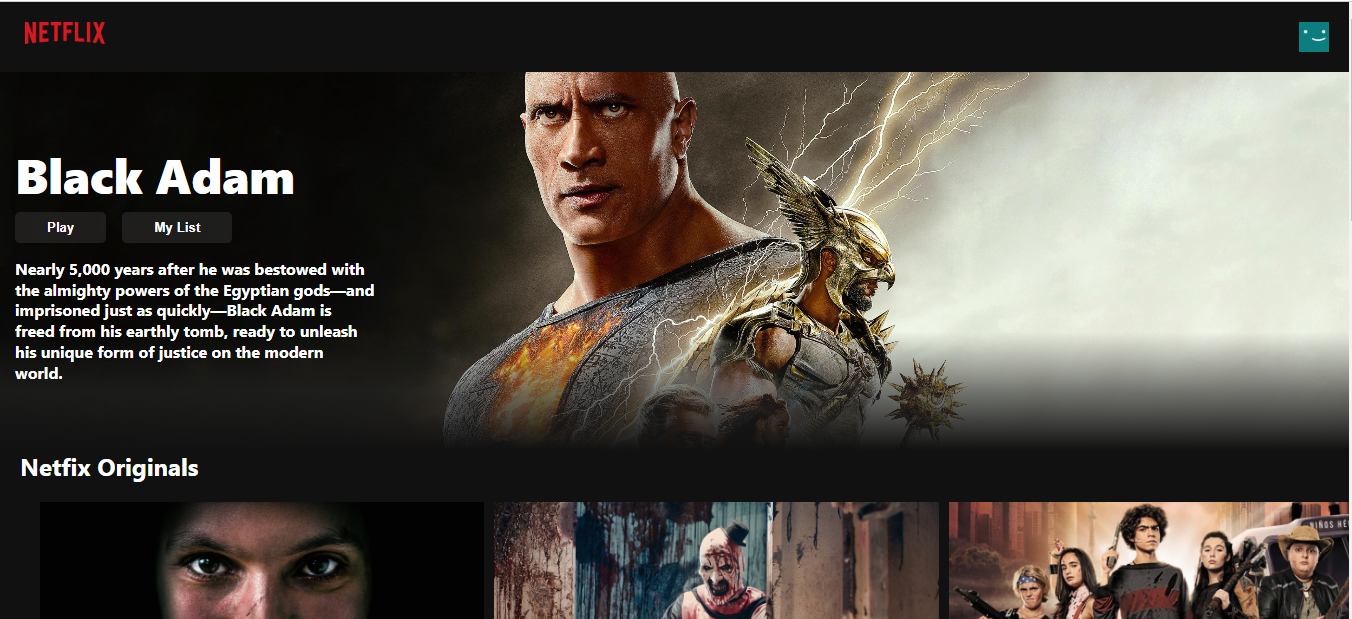 NETFLIX
Black Adam
Play
My List
Nearly 5,000 years after he was bestowed with
the almighty powers of the Egyptian gods—and
imprisoned just as quickly—Black Adam is
freed from his earthly tomb, ready to unleash
his unique form of justice on the modern
world.
Netfix Originals
NIÑOS HÉ